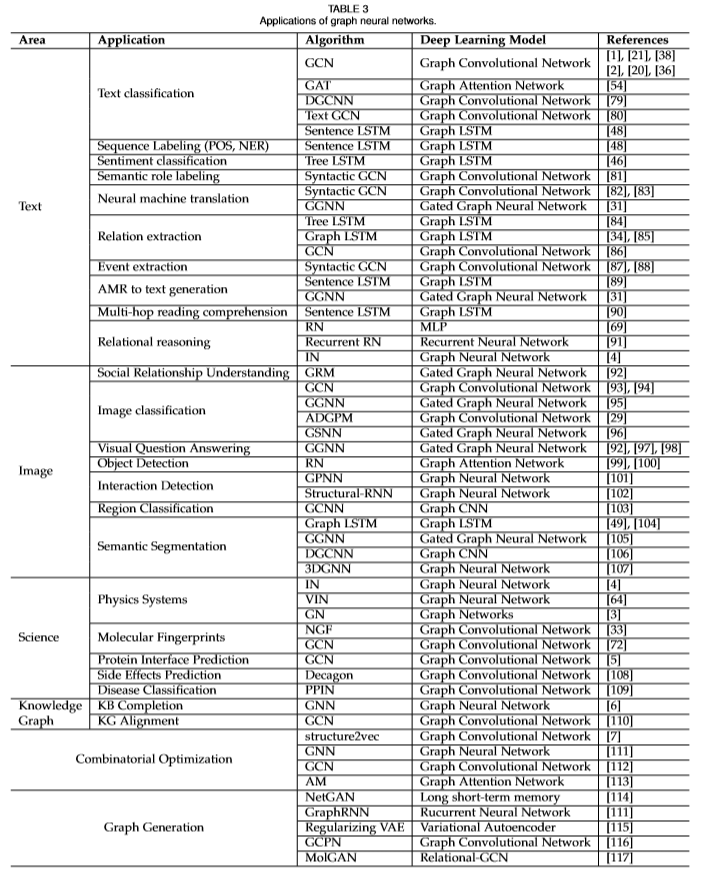 TABLE 3
Applications of graph neural networks.
Area Application Algorithm Deep Learning Model References
Text Text classification GCN Graph Convolutional Network [1], [21], [38]
[2], [20], [36]
GAT Graph Attention Network [54]
DGCNN Graph Convolutional Network [79]
Text GCN Graph Convolutional Network [80]
Sentence LSTM Graph LSTM [48]
Sequence Labeling (POS, NER) Sentence LSTM Graph LSTM [48]
Sentiment classification Tree LSTM Graph LSTM [46]
Semantic role labeling Syntactic GCN Graph Convolutional Network [81]
Neural machine translation Syntactic GCN Graph Convolutional Network [82], [83]
GGNN Gated Graph Neural Network [31]
Relation extraction Tree LSTM Graph LSTM [84]
Graph LSTM Graph LSTM [34], [85]
GCN Graph Convolutional Network [86]
Event extraction Syntactic GCN Graph Convolutional Network [87], [88]
AMR to text generation Sentence LSTM Graph LSTM [89]
GGNN Gated Graph Neural Network [31]
Multi-hop reading comprehension Sentence LSTM Graph LSTM [90]
Relational reasoning RN MLP [69]
Recurrent RN Recurrent Neural Network [91]
IN Graph Neural Network [4]
Image Social Relationship Understanding GRM Gated Graph Neural Network [92]
Image classification GCN Graph Convolutional Network [93], [94]
GGNN Gated Graph Neural Network [95]
ADGPM Graph Convolutional Network [29]
GSNN Gated Graph Neural Network [96]
Visual Question Answering GGNN Gated Graph Neural Network [92], [97], [98]
Object Detection RN Graph Attention Network [99], [100]
Interaction Detection GPNN Graph Neural Network [101]
Structural-RNN Graph Neural Network [102]
Region Classification GCNN Graph CNN [103]
Semantic Segmentation Graph LSTM Graph LSTM [49], [104]
GGNN Gated Graph Neural Network [105]
DGCNN Graph CNN [106]
3DGNN Graph Neural Network [107]
Science Physics Systems IN Graph Neural Network [4]
VIN Graph Neural Network [64]
GN Graph Networks [3]
Molecular Fingerprints NGF Graph Convolutional Network [33]
GCN Graph Convolutional Network [72]
Protein Interface Prediction GCN Graph Convolutional Network [5]
Side Effects Prediction Decagon Graph Convolutional Network [108]
Disease Classification PPIN Graph Convolutional Network [109]
Knowledge KB Completion GNN Graph Neural Network [6]
Graph KG Alignment GCN Graph Convolutional Network [110]
Combinatorial Optimization structure2vec Graph Convolutional Network [7]
GNN Graph Neural Network [111]
GCN Graph Convolutional Network [112]
AM Graph Attention Network [113]
Graph Generation NetGAN Long short-term memory [114]
GraphRNN Rucurrent Neural Network [111]
Regularizing VAE Variational Autoencoder [115]
GCPN Graph Convolutional Network [116]
MolGAN Relational-GCN [117]